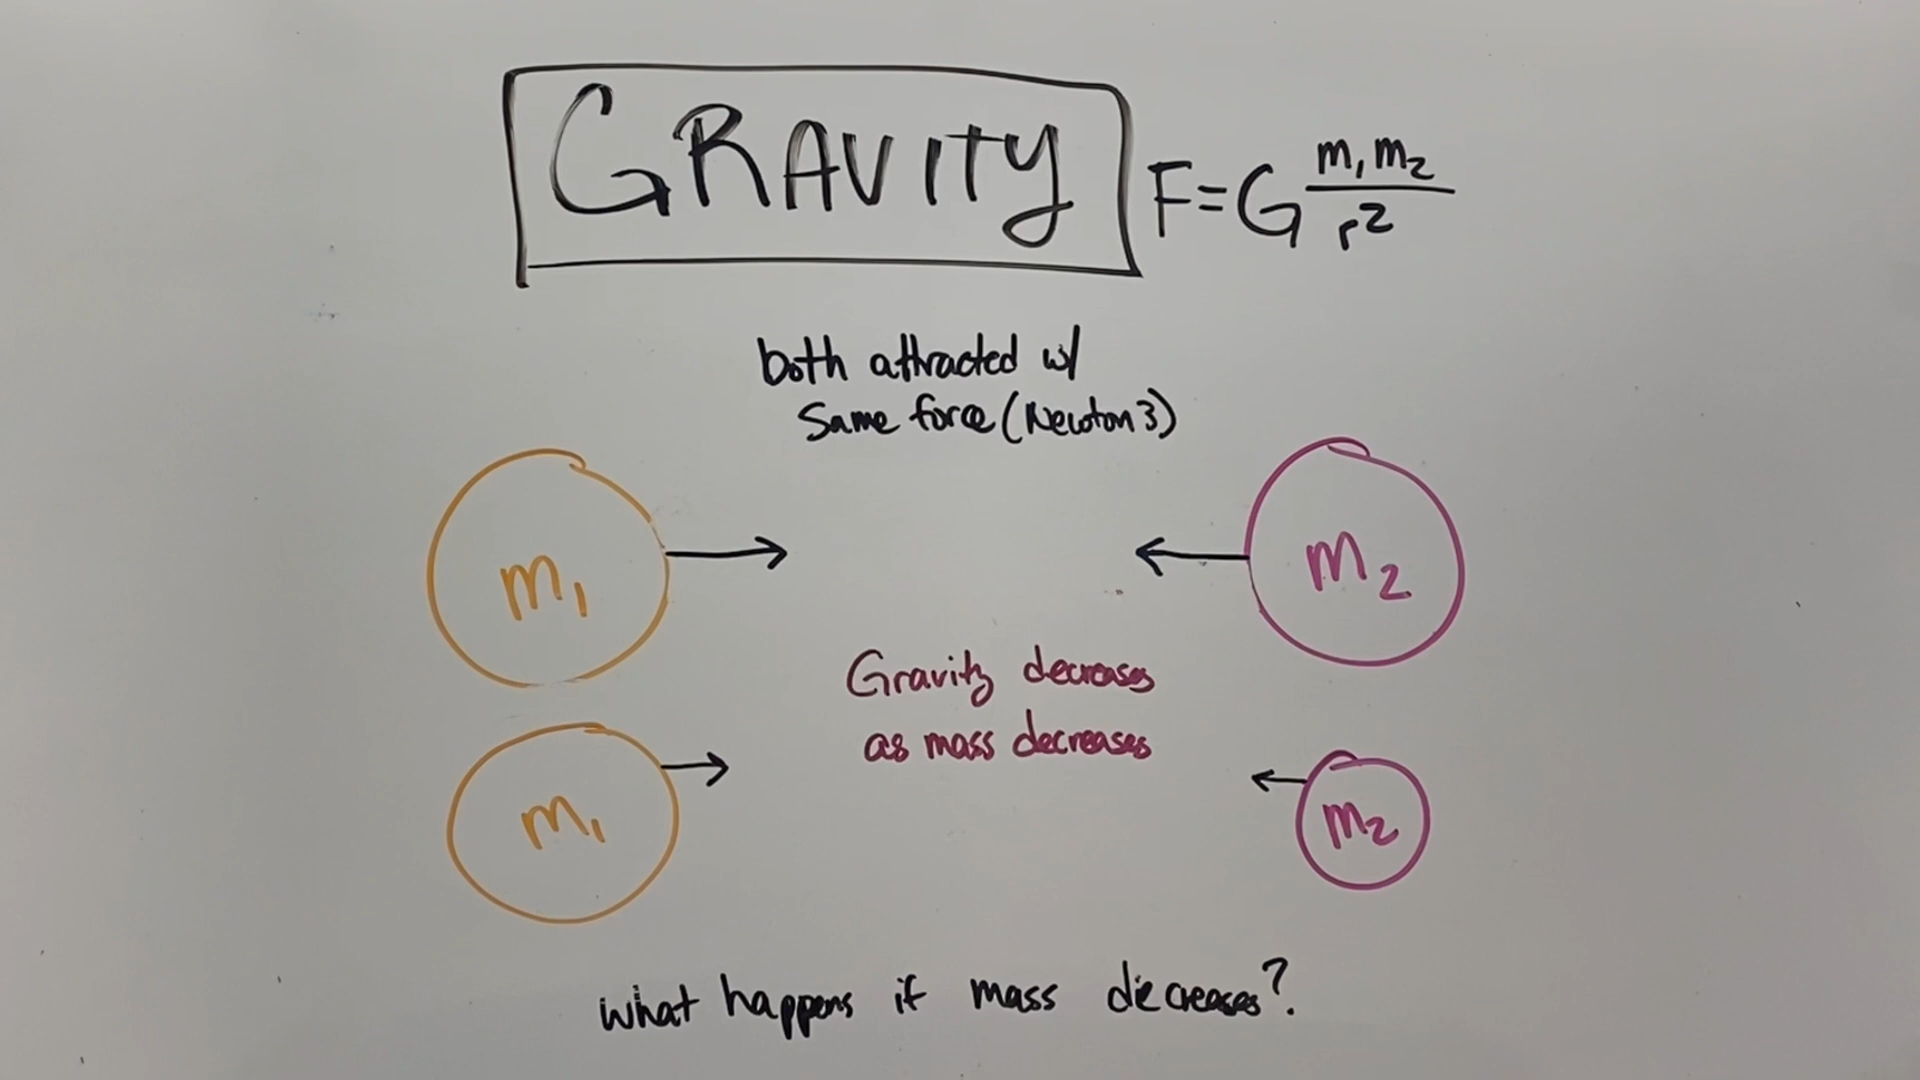 GRAVITY
F=G m₁m₂/r²
both attracted w/
Same force (Newton 3)
m₁
m₂
Gravity decreases
as mass decreases
m₁
m₂
what happens if mass decreases?